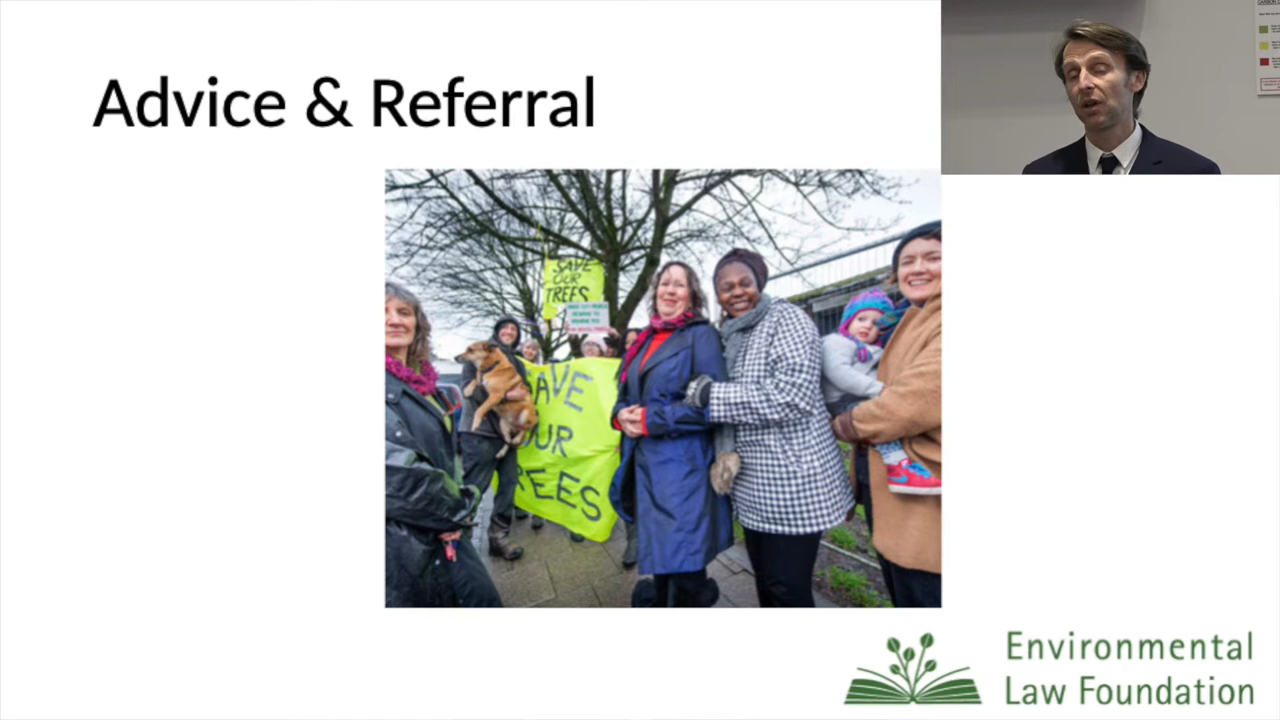 Advice & Referral
SAVE
OUR
TREES
SAVE
OUR
TREES
Environmental
Law Foundation